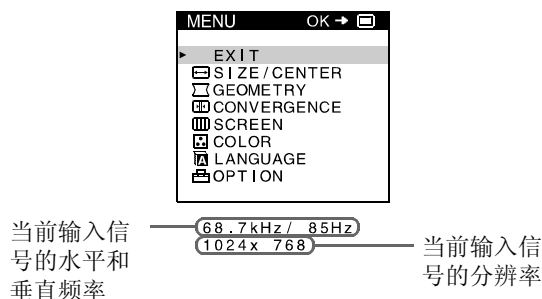 MENU OK
EXIT
SIZE/CENTER
GEOMETRY
CONVERGENCE
SCREEN
COLOR
LANGUAGE
OPTION
68.7kHz/ 85Hz
1024x 768
当前输入信
号的水平和
垂直频率
当前输入信
号的分辨率